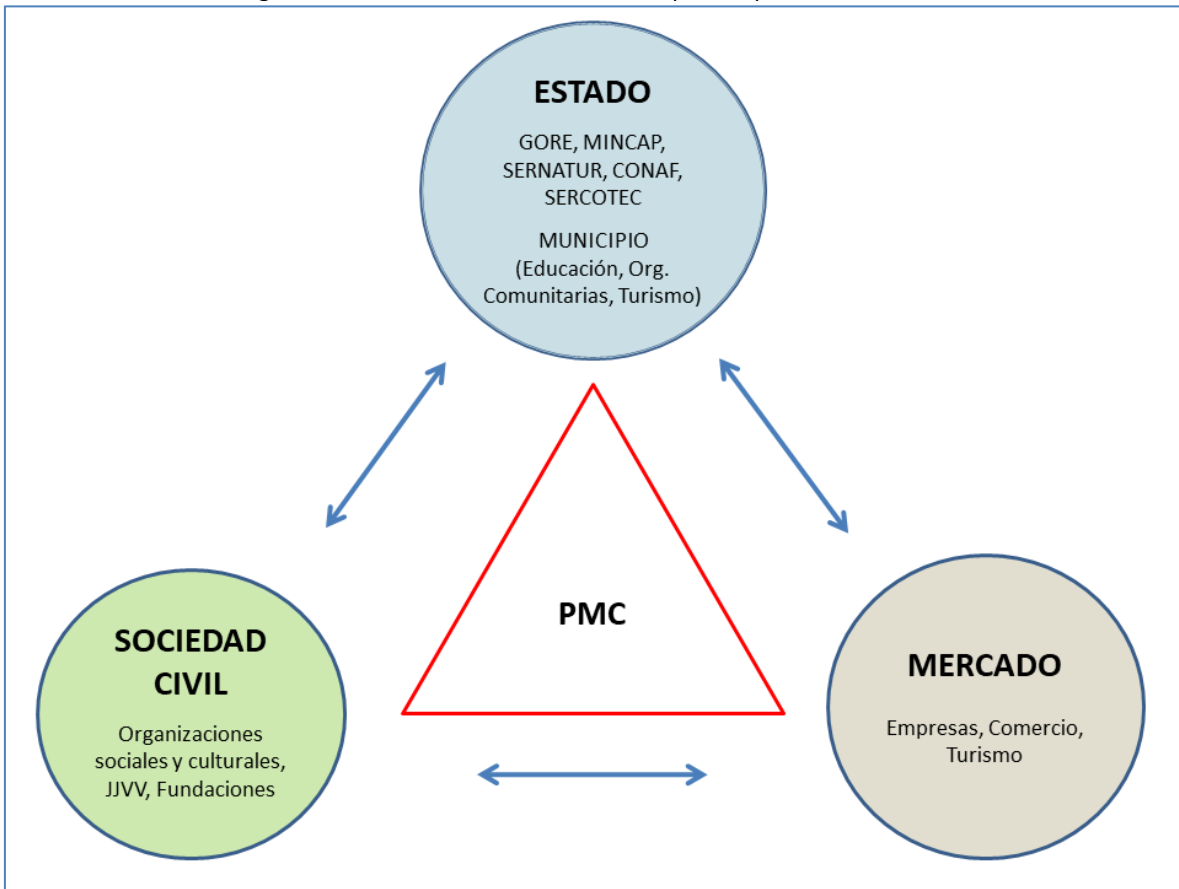 ESTADO
GORE, MINCAP,
SERNATUR, CONAF,
SERCOTEC
MUNICIPIO
(Educación, Org.
Comunitarias, Turismo)
PMC
SOCIEDAD
CIVIL
Organizaciones
sociales y culturales,
JJVV, Fundaciones
MERCADO
Empresas, Comercio,
Turismo